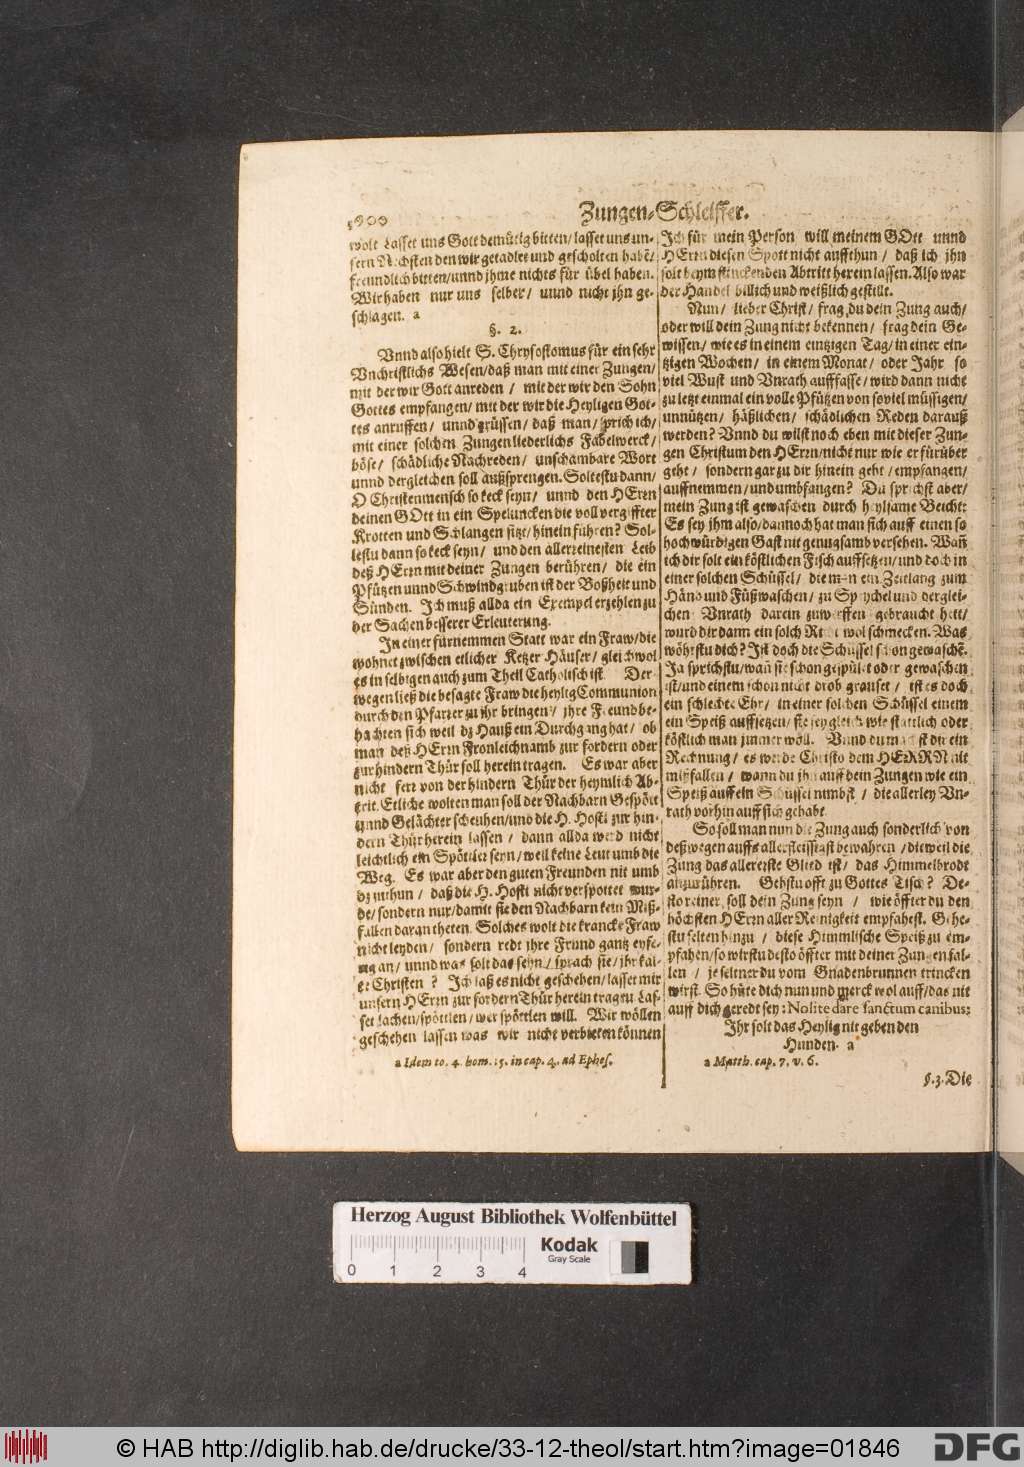 Zungen-Schleiffer.
wolt Lasset uns Gott demütig bitten/ lasset uns un-
sern Nächsten den wir getadlet und gescholten habẽ/
freundlich bitten/ unnd jhme nichts für übel haben.
Wir haben nur uns selber/ unnd nicht jhn ge-
schlagen. a
§. 2.
Vnnd also hielt S. Chrysostomus für ein sehr
Vnchristlichs Wesen/ daß man mit einer Zungen/
mit der wir Gott anreden / mit der wir den Sohn
Gottes empfangen/ mit der wir die Heyligen Got-
tes anruffen/ unnd grüssen/ daß man/ sprich ich/
mit einer solchen Zungen liederlichs Fabelwerck/
böse/ schädliche Nachreden/ unschambare Wort
unnd dergleichen soll außsprengen. Soltestu dann/
O Christenmensch so keck seyn/ unnd den HErrn
deinen GOtt in ein Speluncken die voll vergiffter
Krotten und Schlangen sitzt/ hinein führen? Sol-
testu dann so keck seyn/ und den allerreinesten Leib
deß HErrn mit deiner Zungen berühren/ die ein
Pfützen unnd Schwindgruben ist der Boßheit und
Sünden. Ich muß allda ein Exempel erzehlen zu
der Sachen besserer Erleuterung.
In einer fürnemmen Statt war ein Fraw/ die
wohnet zwischen etlicher Ketzer Häuser/ gleichwol
es in selbigen auch zum Theil Catholisch ist. Der-
wegen ließ die besagte Fraw die heylig Communion
durch den Pfarrer zu ihr bringen/ jhre Freund be-
dachten sich weil dz Hauß ein Durchgang hat/ ob
man deß HErrn Fronleichnamb zur fordern oder
zur hindern Thür soll herein tragen. Es war aber
nicht ferr von der hindern Thür der heymlich Ab-
tritt. Etliche wolten man soll der Nachbarn Gespött
unnd Gelächter scheuhen/ und die H. Hosti zur hin-
dern Thür herein lassen / dann allda werd nicht
leichtlich ein Spöttler seyn/ weil keine Leut umb die
Weg. Es war aber den guten Freunden nit umb
dz zuthun / daß die H. Hosti nicht verspottet wur-
de/ sondern nur/ damit sie den Nachbarn kein Miß-
fallen daran theten. Solches wolt die krancke Fraw
nicht leyden/ sondern redt jhre Freund gantz eyfe-
rig an/ unnd was solt das sehn/ sprach sie/ jhr kal-
te Christen ? Ich laß es nicht geschehen/ lasset mir
unsern HErrn zur fordern Thür herein tragen Las-
set lachen/ spöttlen/ wer spöttlen will. Wir wöllen
geschehen lassen was wir nicht verbieten können
a Idem to. 4. hom. 15. in cap. 4. ad Ephes.
Ich für mein Person will meinem GOtt unnd
HErrn diesen Spott nicht aufftthun / daß ich jhn
solt beym stinckenden Abtritt herein lassen. Also war
der Handel billich und weißlich gestillt.
Nun/ lieber Christ/ frag du dein Zung auch/
oder will dein Zung nicht bekennen/ frag dein Ge-
wissen/ wie es in einem eintzigen Tag/ in einer ein-
tzigen Wochen/ in einem Monat/ oder Jahr so
viel Wust und Vnrath aufffasse/ wird dann nicht
zu letzt einmal ein volle Pfützen von so viel müssigen/
unnützen/ häßlichen/ schädlichen Reden darauß
werden? Vnnd du wilst noch eben mit dieser Zun-
gen Christum den HErrn/ nicht nur wie er fürüber
geht/ sondern gar zu dir hinein geht/ empfangen/
auffnemmen/ und umbfangen? Du sprichst aber/
mein Zung ist gewaschen durch heylsame Beicht:
Es sey jhm also/ dannoch hat man sich auff einen so
hochwürdigen Gast nit genugsamb versehen. Wañ
ich dir solt ein köstlichen Fisch auffsetzen/ und doch in
einer solchen Schüssel/ die man ein Zeitlang zum
Händ und Füßwaschen/ zu Speychel und derglei-
chen Vnrath darein zuwerffen gebraucht hett/
wurd dir dann ein solch Richt wol schmecken. Was
wöhrstu dich? Ist doch die Schüssel schon gewaschẽ.
Ja sprichstu/ wañ sie schon gespület oder gewaschen
ist/ und einem schon nicht drob grauset/ ist es doch
ein schlechte Ehr/ in einer solchen Schüssel einem
ein Speiß auffsetzen/ sie sey gleich wie stattlich oder
köstlich man jmmer wöll. Vnnd du machst dir ein
Rechnung/ es werde Christo dem HERRN nit
mißfallen / wann du jhn auff dein Zungen wie ein
Speiß auff ein Schüssel nimbst / die allerley Vn-
rath vorhin auff sich gehabt.
So soll man nun die Zung auch sonderlich von
deßwegen auffs allerfleissigst bewahren / die weil die
Zung das allererste Glied ist/ das Himmelbrodt
anzurühren. Gehstu offt zu Gottes Tisch? De-
sto reiner soll dein Zung seyn / wie öffter du den
höchsten HErrn aller Reinigkeit empfahest. Gehe-
stu selten hinzu / diese Himmlische Speiß zu em-
pfahen/ so wirstu desto öffter mit deiner Zungen fal-
len / je seltner du vom Gnadenbrunnen trincken
wirst. So hüte dich nun und merck wol auff/ das nit
auff dich geredt sey: Nolite dare sanctum canibus;
Ihr solt das Heylig nit geben den
Hunden. a
a Matth. cap. 7. v. 6.
§. 3. Die
Herzog August Bibliothek Wolfenbüttel
Kodak
Gray Scale
0 1 2 3 4
© HAB http://diglib.hab.de/drucke/33-12-theol/start.htm?image=01846
DFG